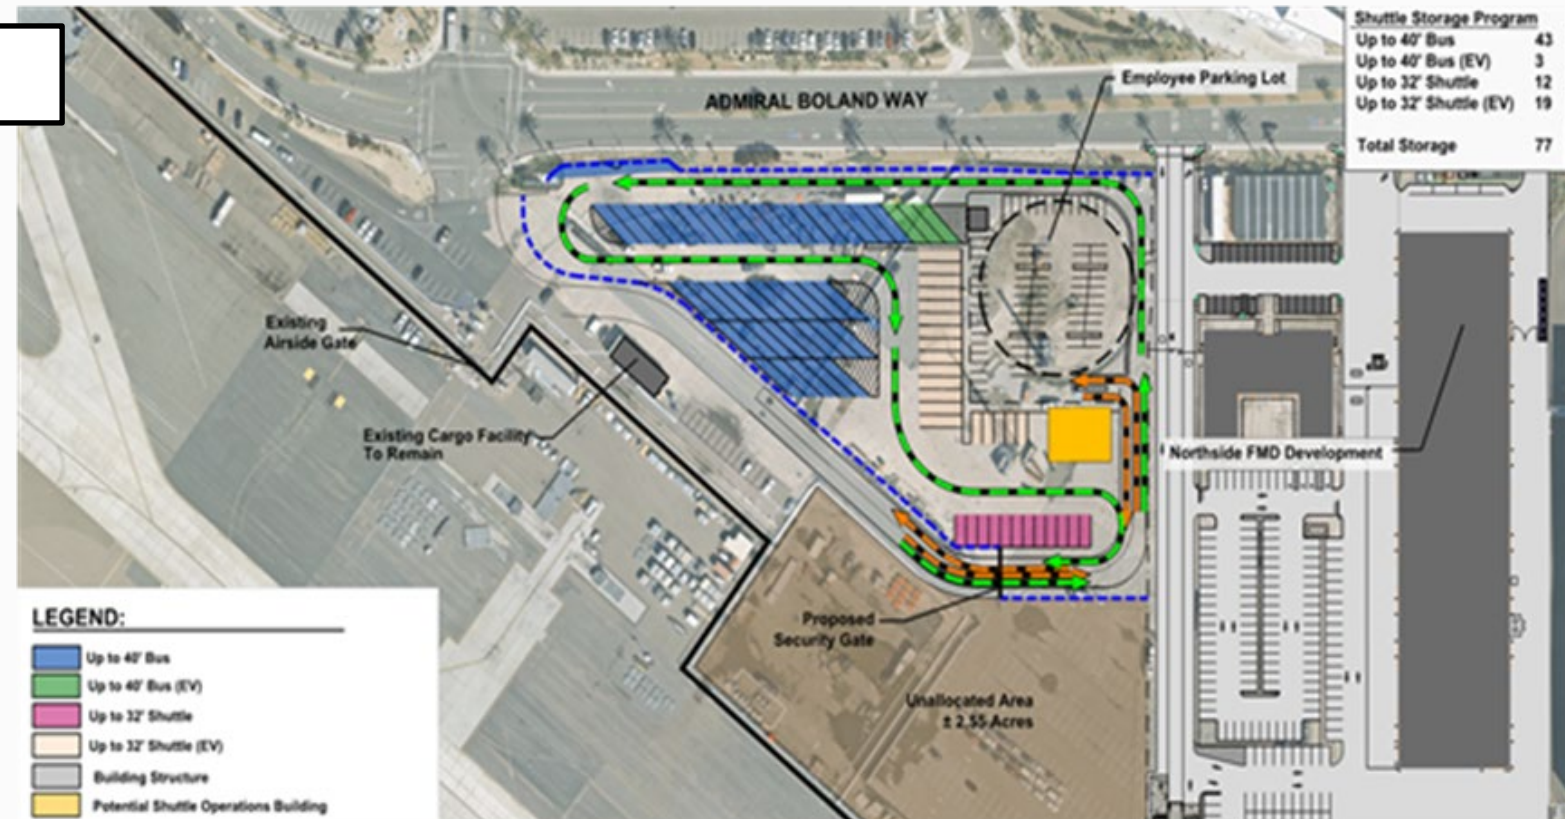 Shuttle Storage Program
Up to 40' Bus 43
Up to 40' Bus (EV) 3
Up to 32' Shuttle 12
Up to 32' Shuttle (EV) 19
Total Storage 77
Employee Parking Lot
ADMIRAL BOLAND WAY
Existing
Airside Gate
Existing Cargo Facility
To Remain
Northside FMD Development
Proposed
Security Gate
Unallocated Area
± 2.55 Acres
LEGEND:
Up to 40' Bus
Up to 40' Bus (EV)
Up to 32' Shuttle
Up to 32' Shuttle (EV)
Building Structure
Potential Shuttle Operations Building